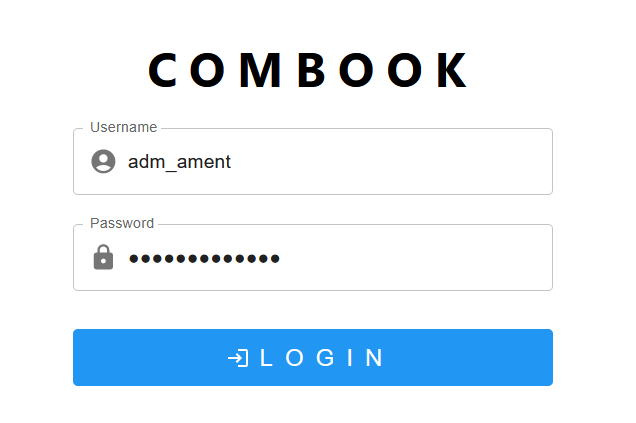 COMBOOK
Username
adm_ament
Password
•••••••••••••
LOGIN